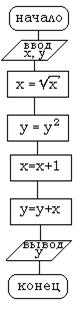 начало
ввод
x, y
x = √x
y = y²
x=x+1
y=y+x
вывод
y
конец